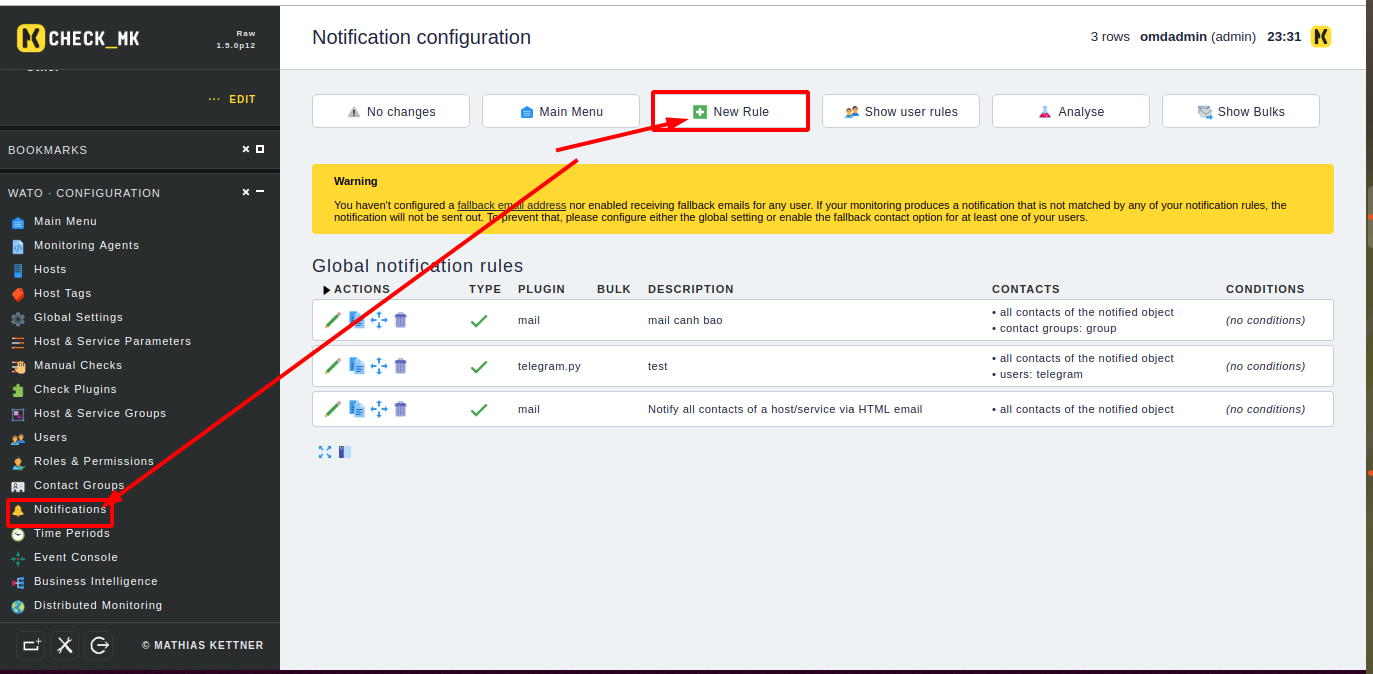 CHECK_MK
Raw
1.5.0p12
EDIT
BOOKMARKS
WATO · CONFIGURATION
Main Menu
Monitoring Agents
Hosts
Host Tags
Global Settings
Host & Service Parameters
Manual Checks
Check Plugins
Host & Service Groups
Users
Roles & Permissions
Contact Groups
Notifications
Time Periods
Event Console
Business Intelligence
Distributed Monitoring
© MATHIAS KETTNER
Notification configuration
3 rows omdadmin (admin) 23:31
No changes
Main Menu
New Rule
Show user rules
Analyse
Show Bulks
Warning
You haven't configured a fallback email address nor enabled receiving fallback emails for any user. If your monitoring produces a notification that is not matched by any of your notification rules, the
notification will not be sent out. To prevent that, please configure either the global setting or enable the fallback contact option for at least one of your users.
Global notification rules
ACTIONS TYPE PLUGIN BULK DESCRIPTION CONTACTS CONDITIONS
mail mail canh bao • all contacts of the notified object (no conditions)
• contact groups: group
telegram.py test • all contacts of the notified object (no conditions)
• users: telegram
mail Notify all contacts of a host/service via HTML email • all contacts of the notified object (no conditions)